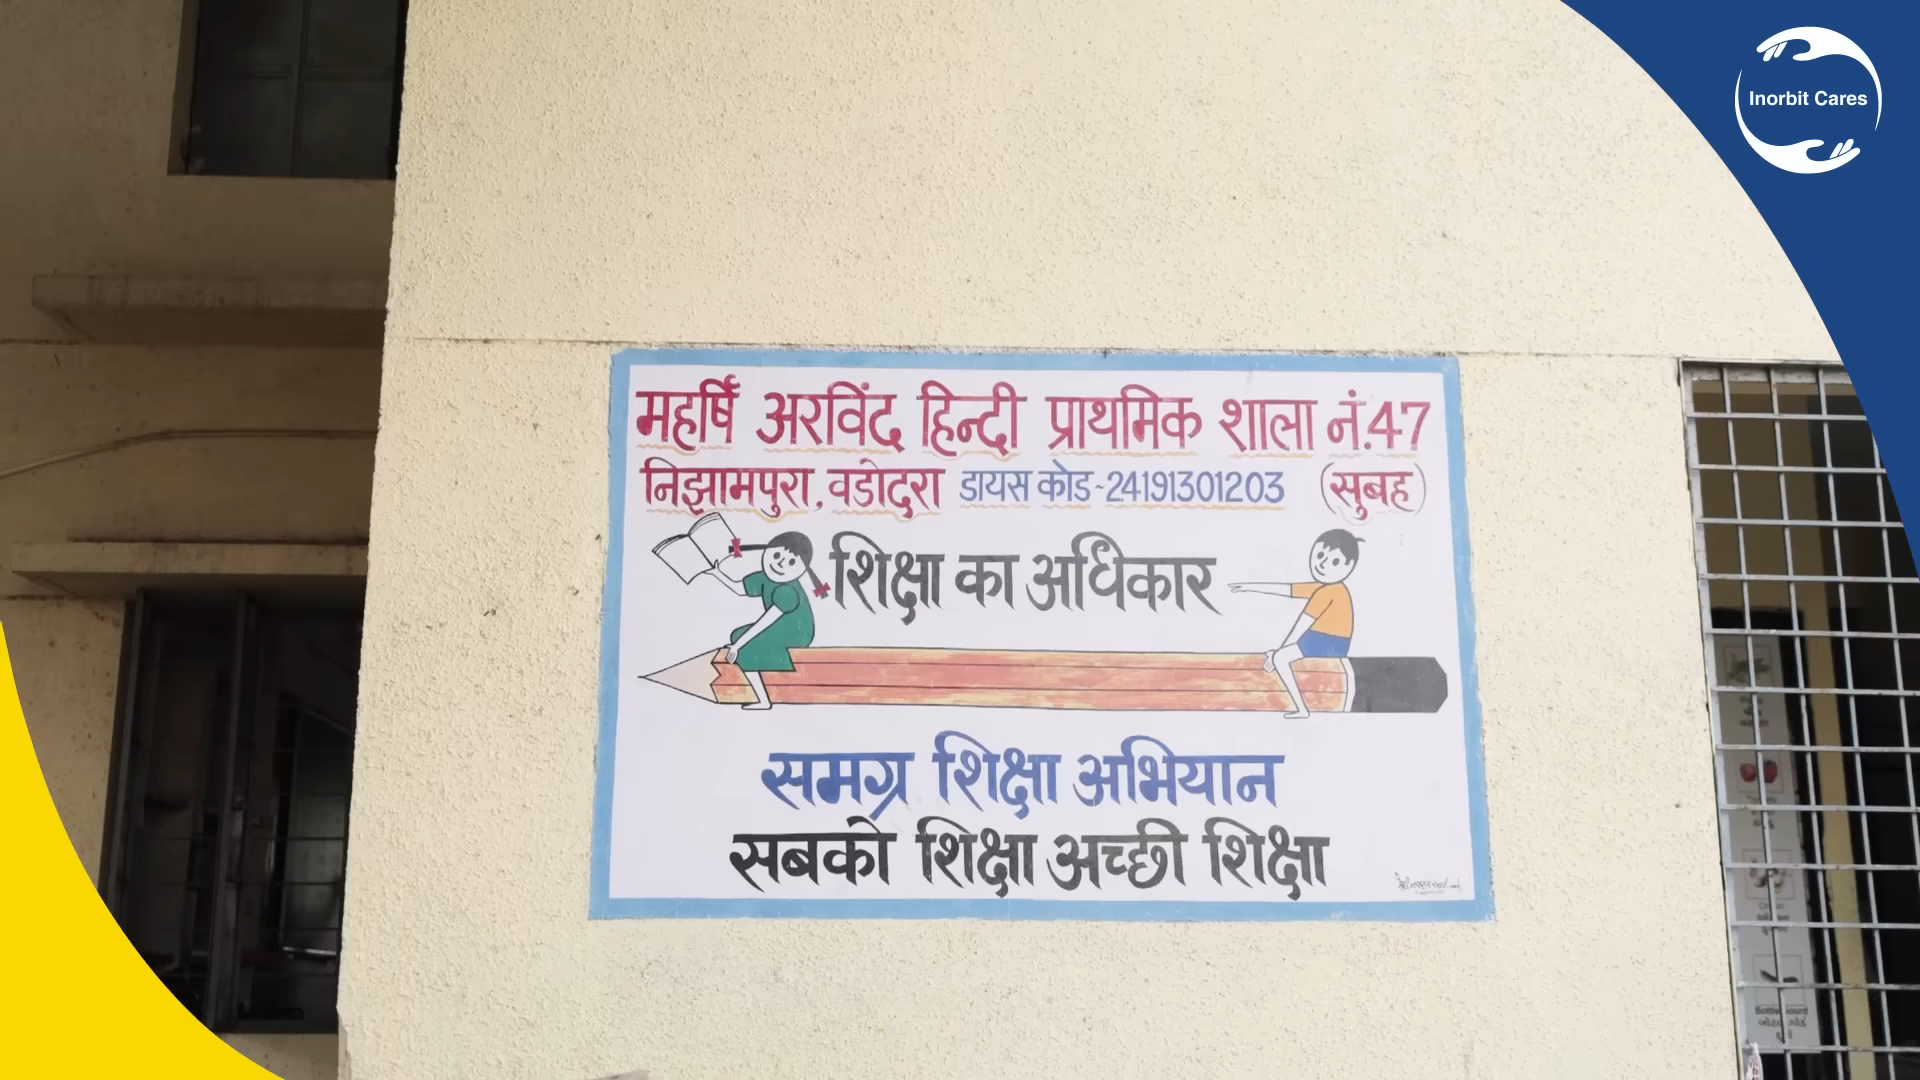 Inorbit Cares
महर्षि अरविंद हिन्दी प्राथमिक शाला नं.47
निझामपुरा, वडोदरा डायस कोड-24191301203 (सुबह)
शिक्षा का अधिकार
समग्र शिक्षा अभियान
सबको शिक्षा अच्छी शिक्षा